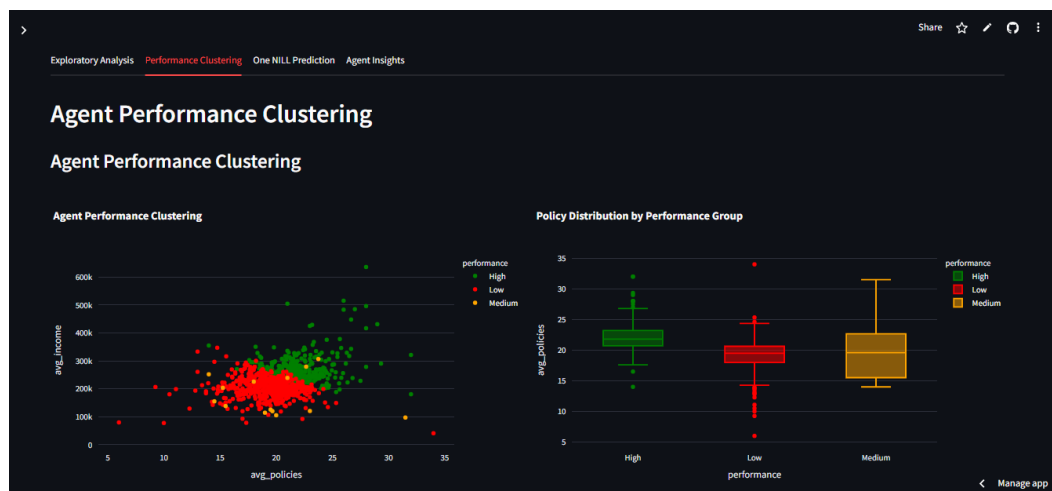 Share
Exploratory Analysis Performance Clustering One NILL Prediction Agent Insights
Agent Performance Clustering
Agent Performance Clustering
Agent Performance Clustering
performance
High
Low
Medium
600k
500k
400k
300k
200k
100k
0
avg_income
5 10 15 20 25 30 35
avg_policies
Policy Distribution by Performance Group
performance
High
Low
Medium
35
30
25
20
15
10
5
avg_policies
High Low Medium
performance
Manage app